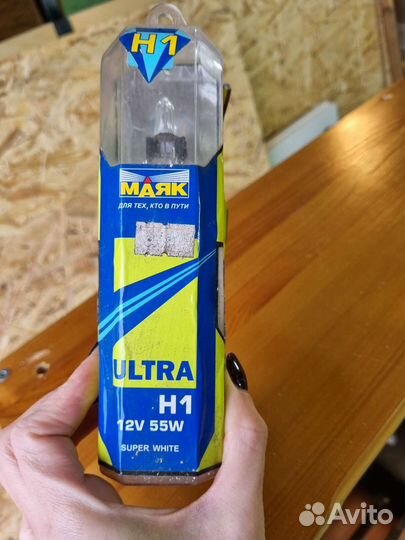 H1
МАЯК
ДЛЯ ТЕХ, КТО В ПУТИ
ULTRA
H1
12V 55W
SUPER WHITE
Avito